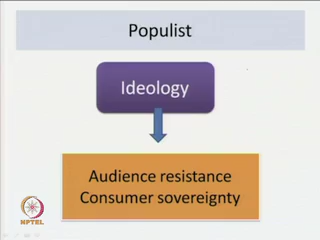 Populist
Ideology
Audience resistance
Consumer sovereignty
NPTEL